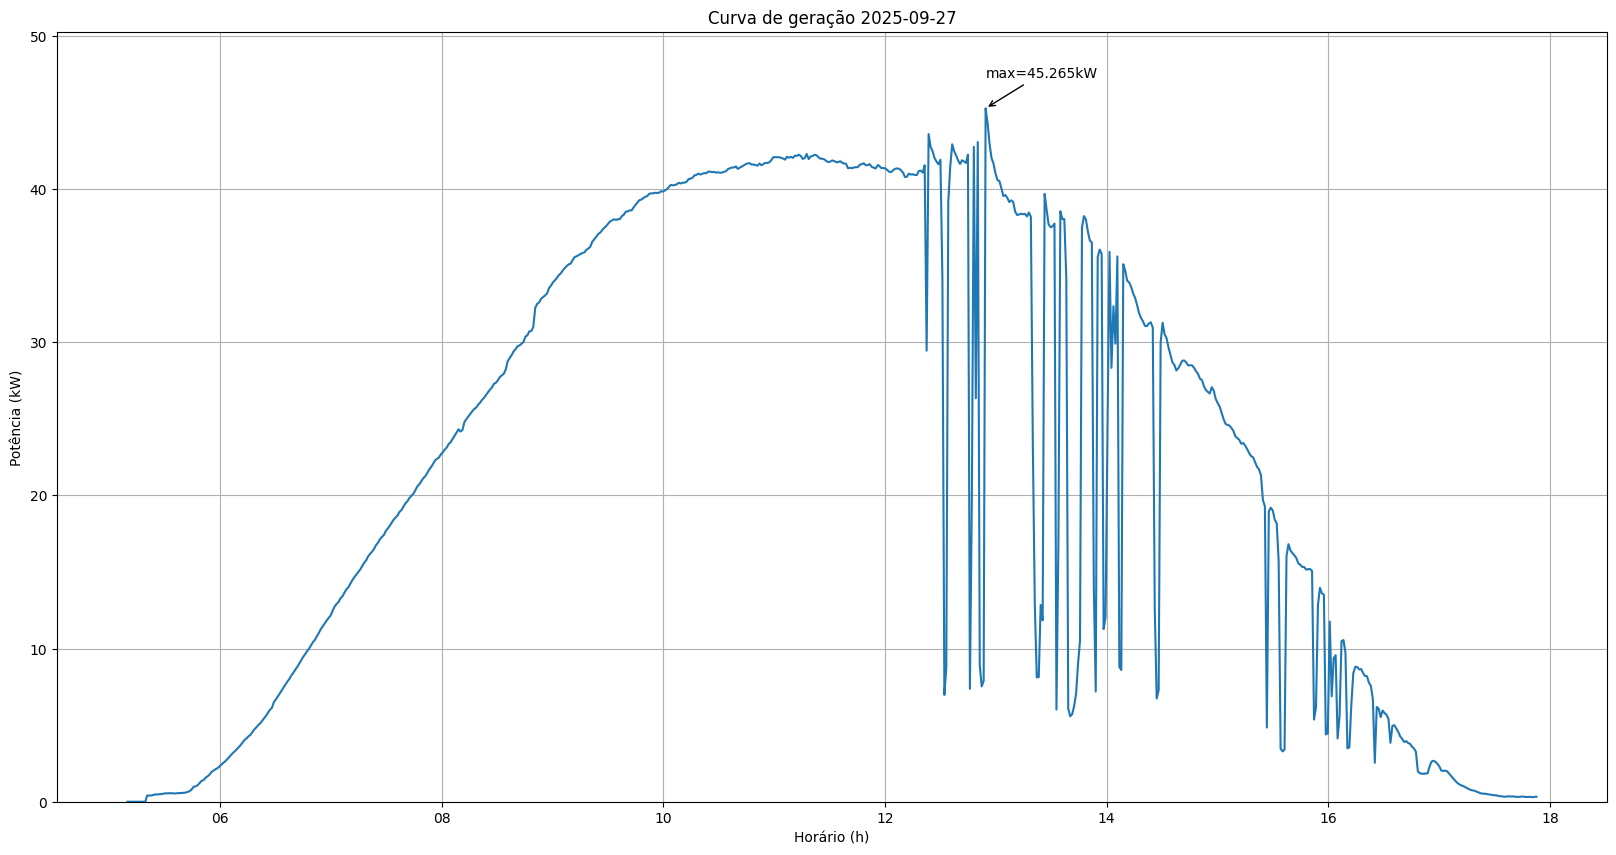 Curva de geração 2025-09-27
max=45.265kW
Potência (kW)
50
40
30
20
10
0
06 08 10 12 14 16 18
Horário (h)